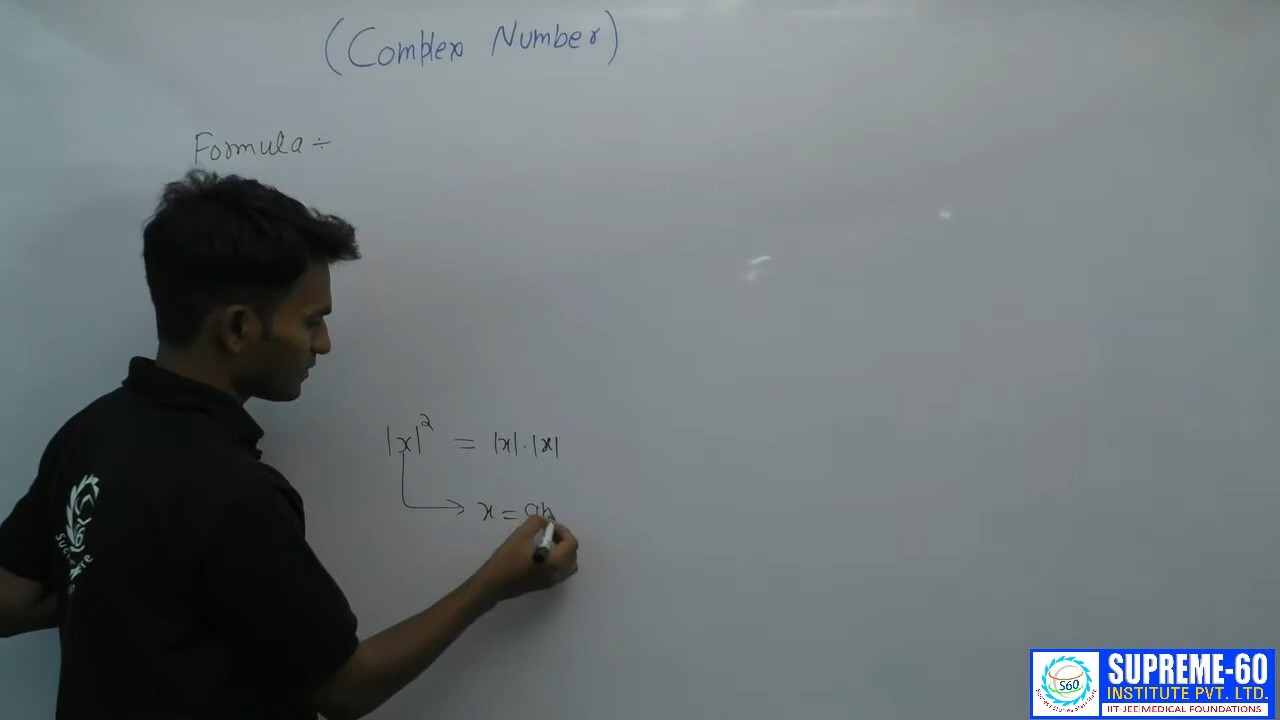 (Complex Number)
Formula ÷
|x|² = |x|·|x|
x =
S60
SUPREME-60
INSTITUTE PVT. LTD.
IIT-JEE|MEDICAL FOUNDATIONS